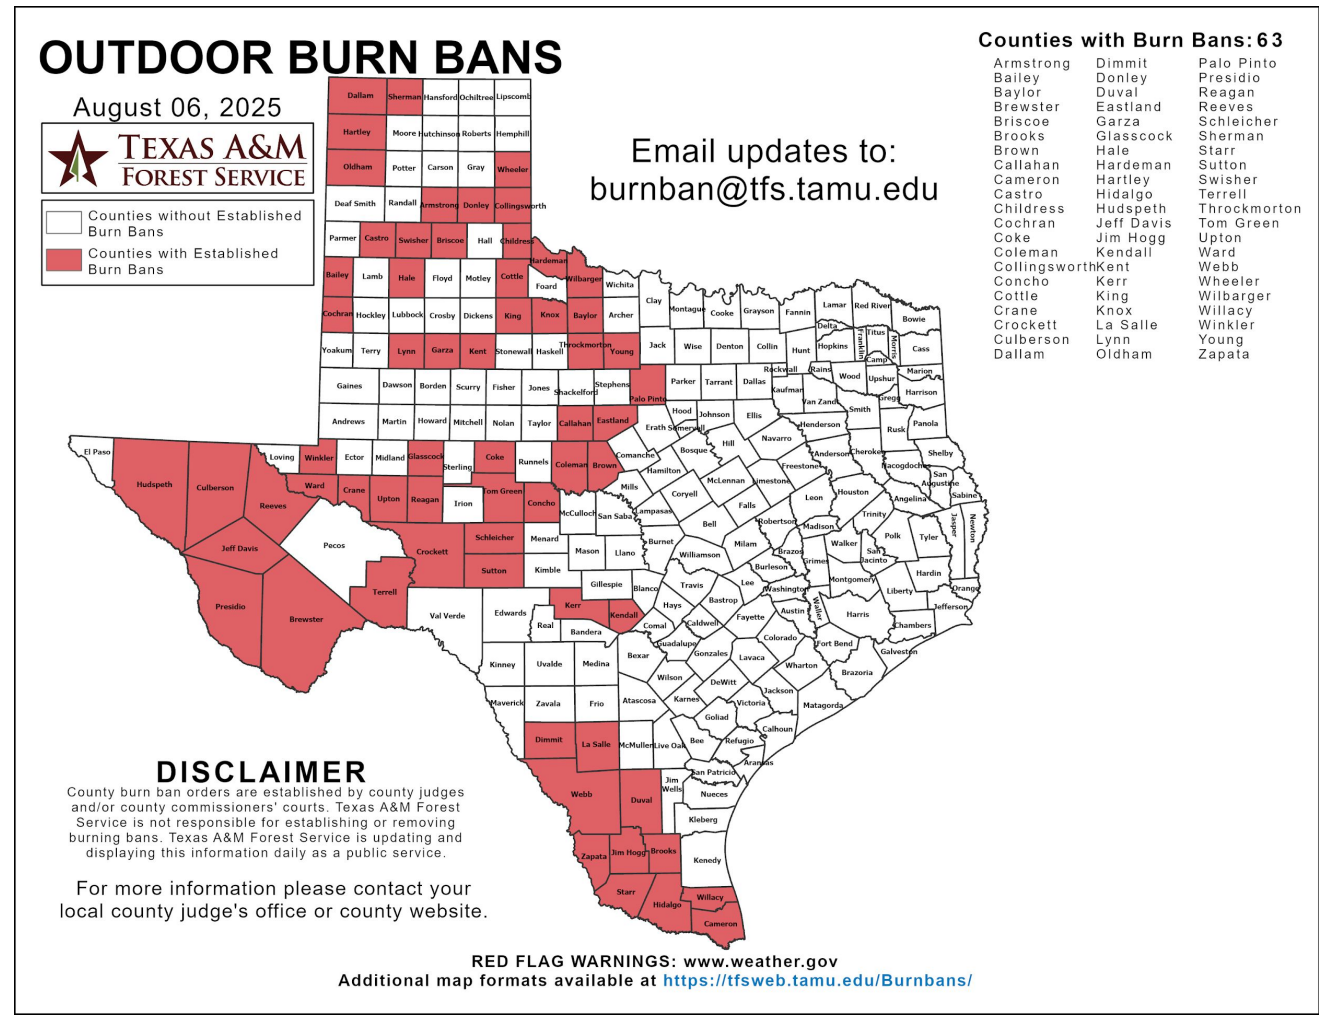 OUTDOOR BURN BANS
August 06, 2025
TEXAS A&M
FOREST SERVICE
Counties without Established
Burn Bans
Counties with Established
Burn Bans
Email updates to:
burnban@tfs.tamu.edu
Counties with Burn Bans: 63
Armstrong Dimmit Palo Pinto
Bailey Donley Presidio
Baylor Duval Reagan
Brewster Eastland Reeves
Briscoe Garza Schleicher
Brooks Glasscock Sherman
Brown Hale Starr
Callahan Hardeman Sutton
Cameron Hartley Swisher
Castro Hidalgo Terrell
Childress Hudspeth Throckmorton
Cochran Jeff Davis Tom Green
Coke Jim Hogg Upton
Coleman Kendall Ward
Collingsworth Kent Webb
Concho Kerr Wheeler
Cottle King Wilbarger
Crane Knox Willacy
Crockett La Salle Winkler
Culberson Lynn Young
Dallam Oldham Zapata
Dallam Sherman Hansford Ochiltree Lipscomb
Hartley Moore Hutchinson Roberts Hemphill
Oldham Potter Carson Gray Wheeler
Deaf Smith Randall Armstrong Donley Collingsworth
Parmer Castro Swisher Briscoe Hall Childress
Hardeman
Bailey Lamb Hale Floyd Motley Cottle Foard Wilbarger Wichita
Clay Montague Cooke Grayson Fannin Lamar Red River Bowie
Cochran Hockley Lubbock Crosby Dickens King Knox Baylor Archer
Delta Titus Franklin Morris Camp
Yoakum Terry Lynn Garza Kent Stonewall Haskell Throckmorton Young Jack Wise Denton Collin Hunt Hopkins Cass
Rockwall Rains Wood Upshur Marion
Gaines Dawson Borden Scurry Fisher Jones Shackelford Stephens Palo Pinto Parker Tarrant Dallas Kaufman Van Zandt Gregg Harrison
Andrews Martin Howard Mitchell Nolan Taylor Callahan Eastland Erath Hood Somervell Johnson Ellis Henderson Smith Rusk Panola
El Paso Loving Winkler Ector Midland Glasscock Sterling Coke Runnels Coleman Brown Comanche Bosque Hill Navarro Anderson Cherokee Nacogdoches Shelby
Hamilton McLennan Limestone Freestone San Augustine Sabine
Hudspeth Culberson Reeves Ward Crane Upton Reagan Irion Tom Green Concho McCulloch San Saba Mills Lampasas Coryell Falls Leon Houston Angelina
Bell Robertson Madison Trinity Polk Tyler Jasper Newton
Jeff Davis Pecos Crockett Schleicher Menard Mason Llano Burnet Williamson Milam Brazos Grimes Walker San Jacinto
Sutton Kimble Burleson Montgomery Liberty Hardin Orange
Presidio Brewster Terrell Val Verde Edwards Kerr Gillespie Kendall Blanco Travis Lee Washington Waller Harris Jefferson
Real Bandera Comal Hays Caldwell Bastrop Fayette Austin Chambers
Kinney Uvalde Medina Bexar Guadalupe Gonzales Lavaca Colorado Wharton Fort Bend Galveston
Brazoria
Maverick Zavala Frio Atascosa Wilson Karnes DeWitt Victoria Jackson Matagorda
Goliad Calhoun
Dimmit La Salle McMullen Live Oak Bee Refugio Aransas
San Patricio
Webb Duval Jim Wells Nueces
Kleberg
Zapata Jim Hogg Brooks Kenedy
Starr Hidalgo Willacy
Cameron
DISCLAIMER
County burn ban orders are established by county judges
and/or county commissioners' courts. Texas A&M Forest
Service is not responsible for establishing or removing
burning bans. Texas A&M Forest Service is updating and
displaying this information daily as a public service.
For more information please contact your
local county judge's office or county website.
RED FLAG WARNINGS: www.weather.gov
Additional map formats available at https://tfsweb.tamu.edu/Burnbans/